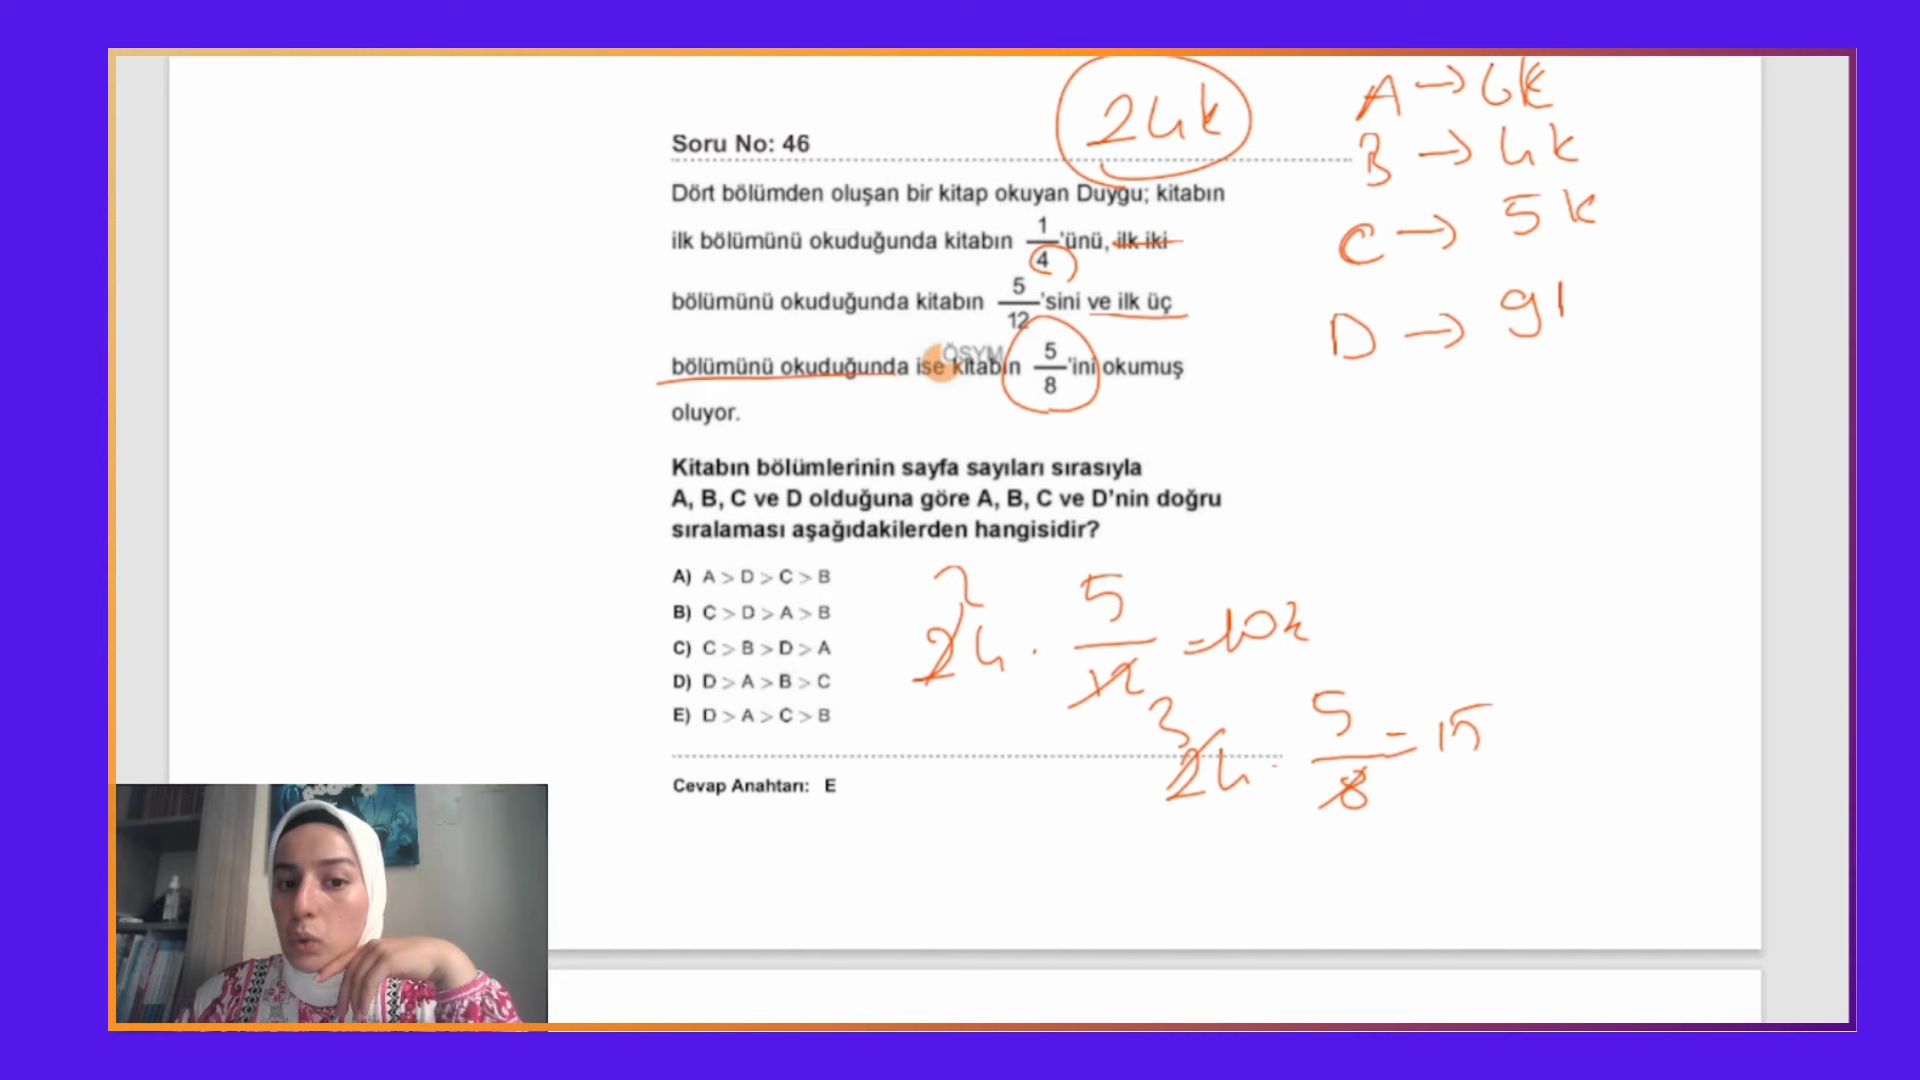 24k
A → 6k
B → 4k
C → 5k
D → 9
Soru No: 46
Dört bölümden oluşan bir kitap okuyan Duygu; kitabın
ilk bölümünü okuduğunda kitabın 1/4 'ünü, ilk iki
bölümünü okuduğunda kitabın 5/12 'sini ve ilk üç
ÖSYM
bölümünü okuduğunda ise kitabın 5/8 'ini okumuş
oluyor.
Kitabın bölümlerinin sayfa sayıları sırasıyla
A, B, C ve D olduğuna göre A, B, C ve D'nin doğru
sıralaması aşağıdakilerden hangisidir?
A) A > D > C > B
B) C > D > A > B
C) C > B > D > A
D) D > A > B > C
E) D > A > C > B
2
24 · 5/12 = 10k
3
24 · 5/8 = 15
Cevap Anahtarı: E